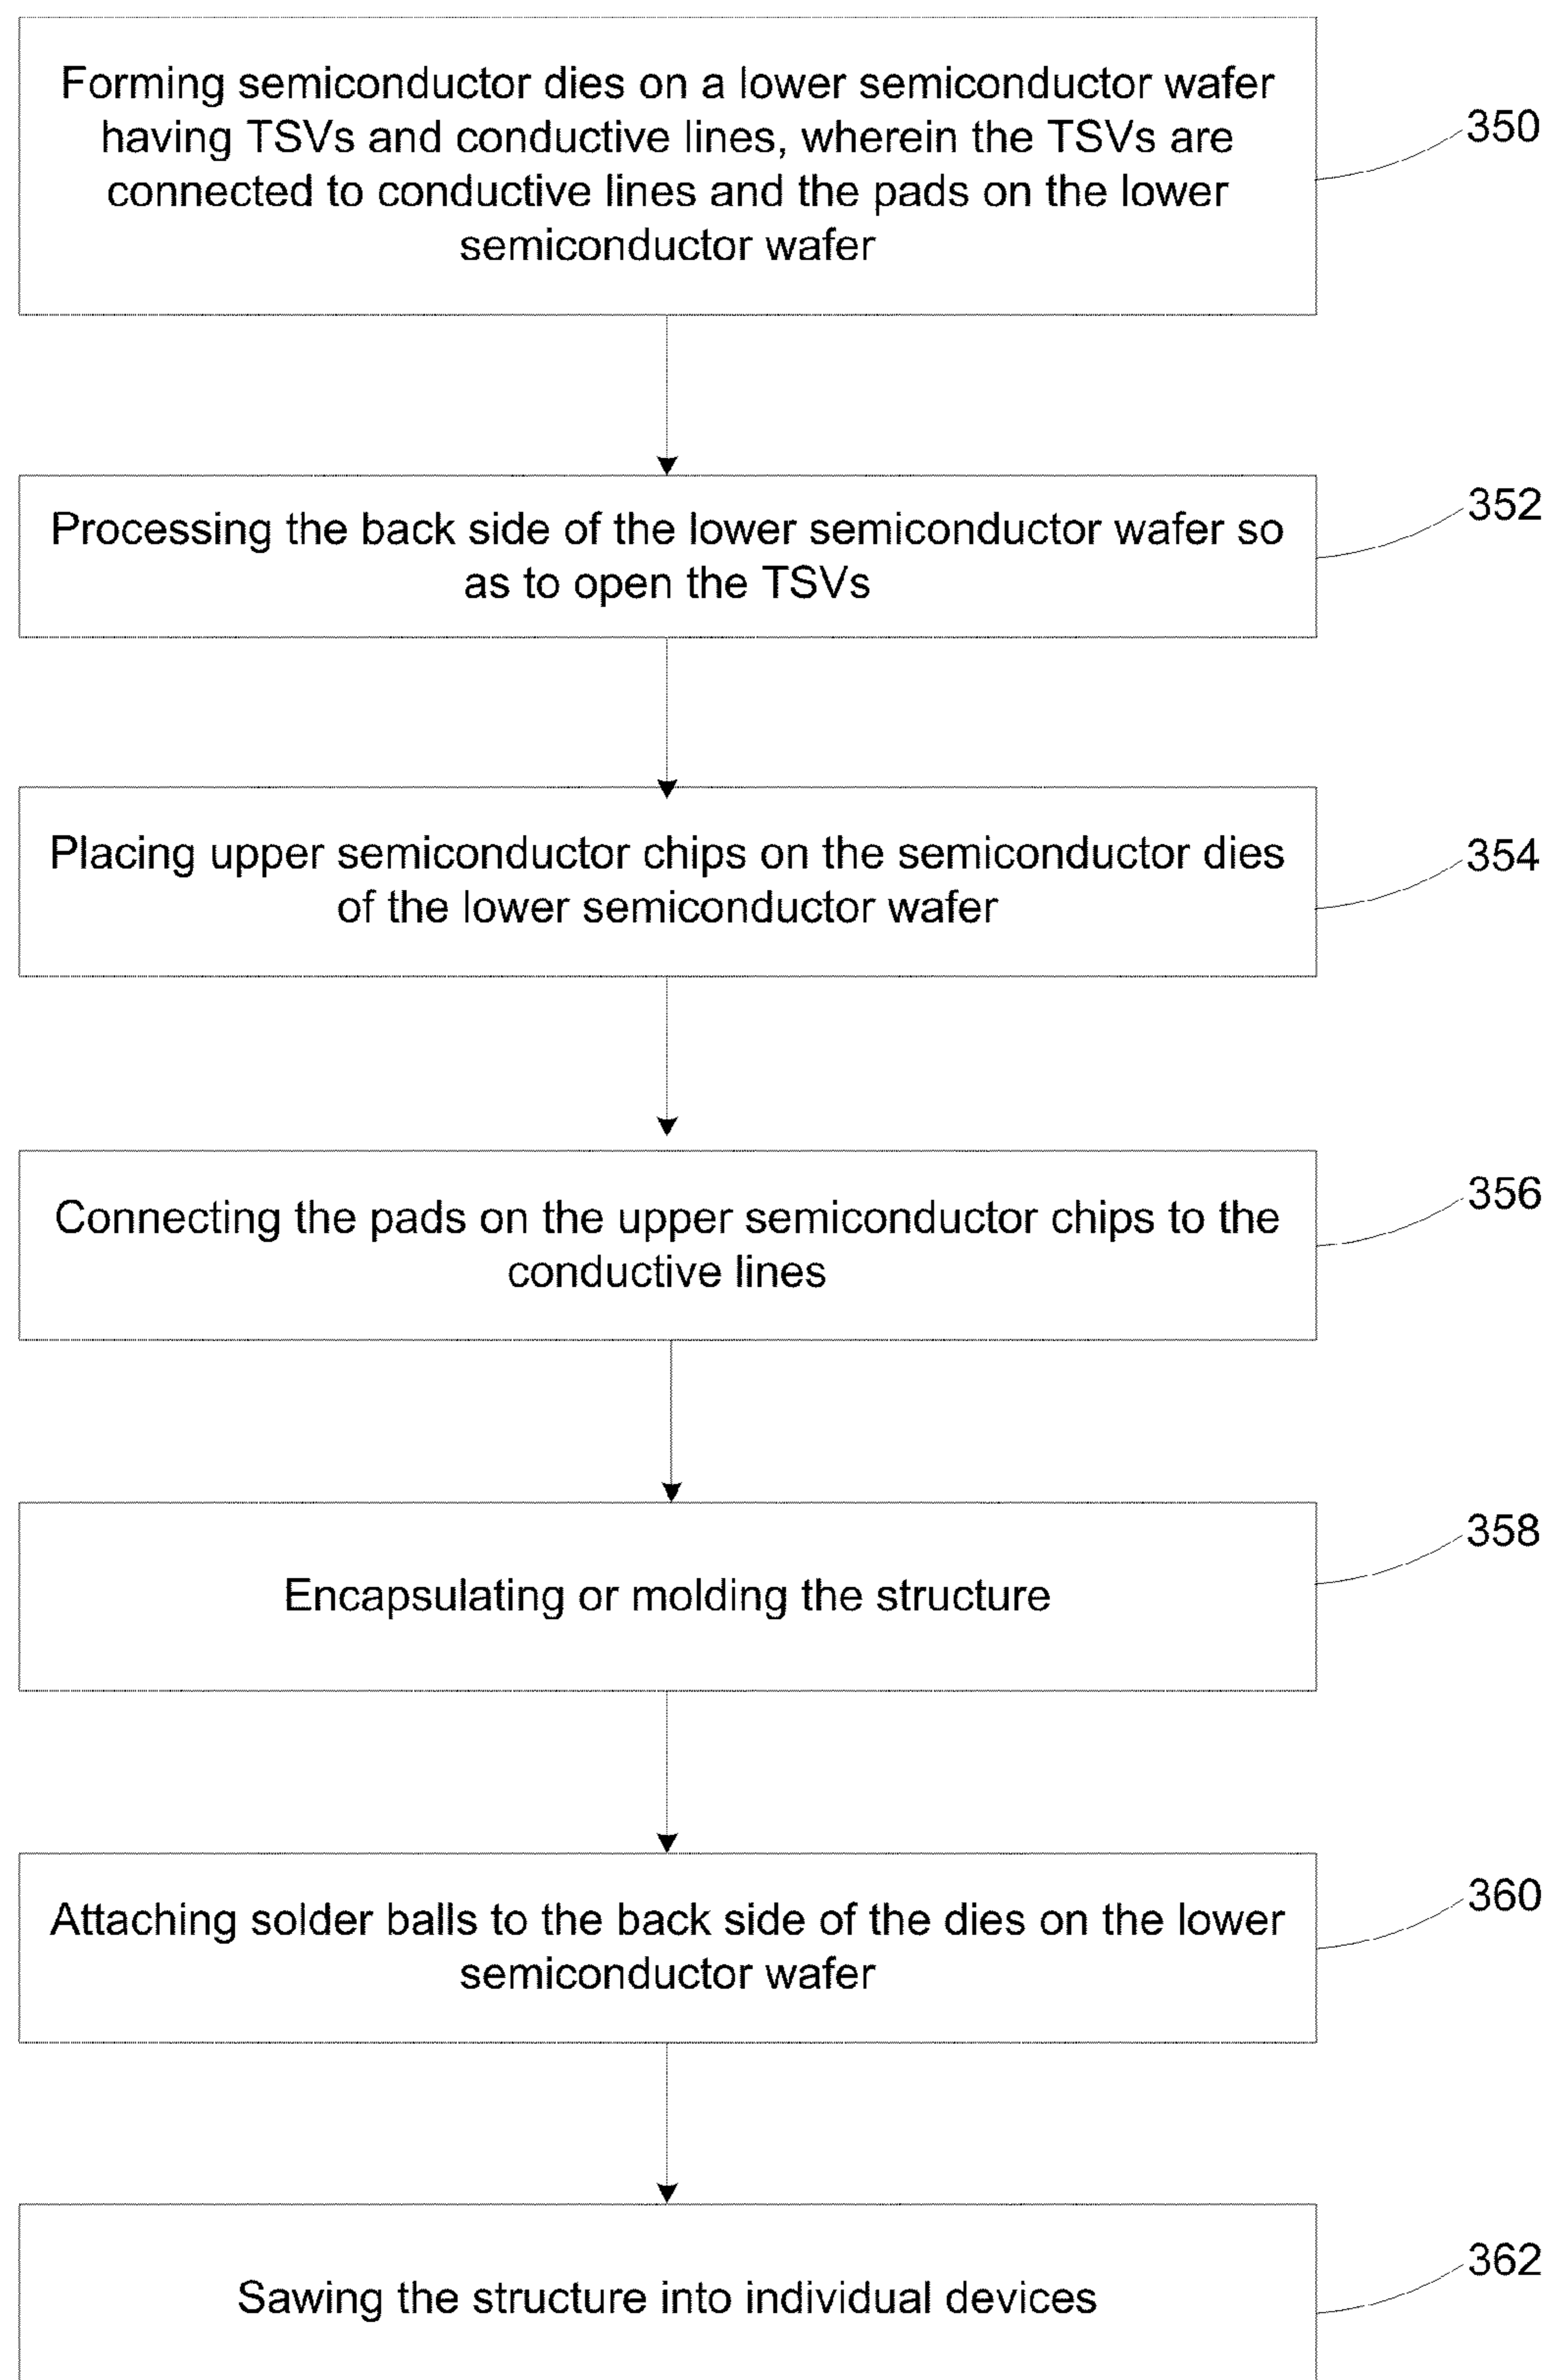 Forming semiconductor dies on a lower semiconductor wafer
having TSVs and conductive lines, wherein the TSVs are
connected to conductive lines and the pads on the lower
semiconductor wafer
350
Processing the back side of the lower semiconductor wafer so
as to open the TSVs
352
Placing upper semiconductor chips on the semiconductor dies
of the lower semiconductor wafer
354
Connecting the pads on the upper semiconductor chips to the
conductive lines
356
Encapsulating or molding the structure
358
Attaching solder balls to the back side of the dies on the lower
semiconductor wafer
360
Sawing the structure into individual devices
362